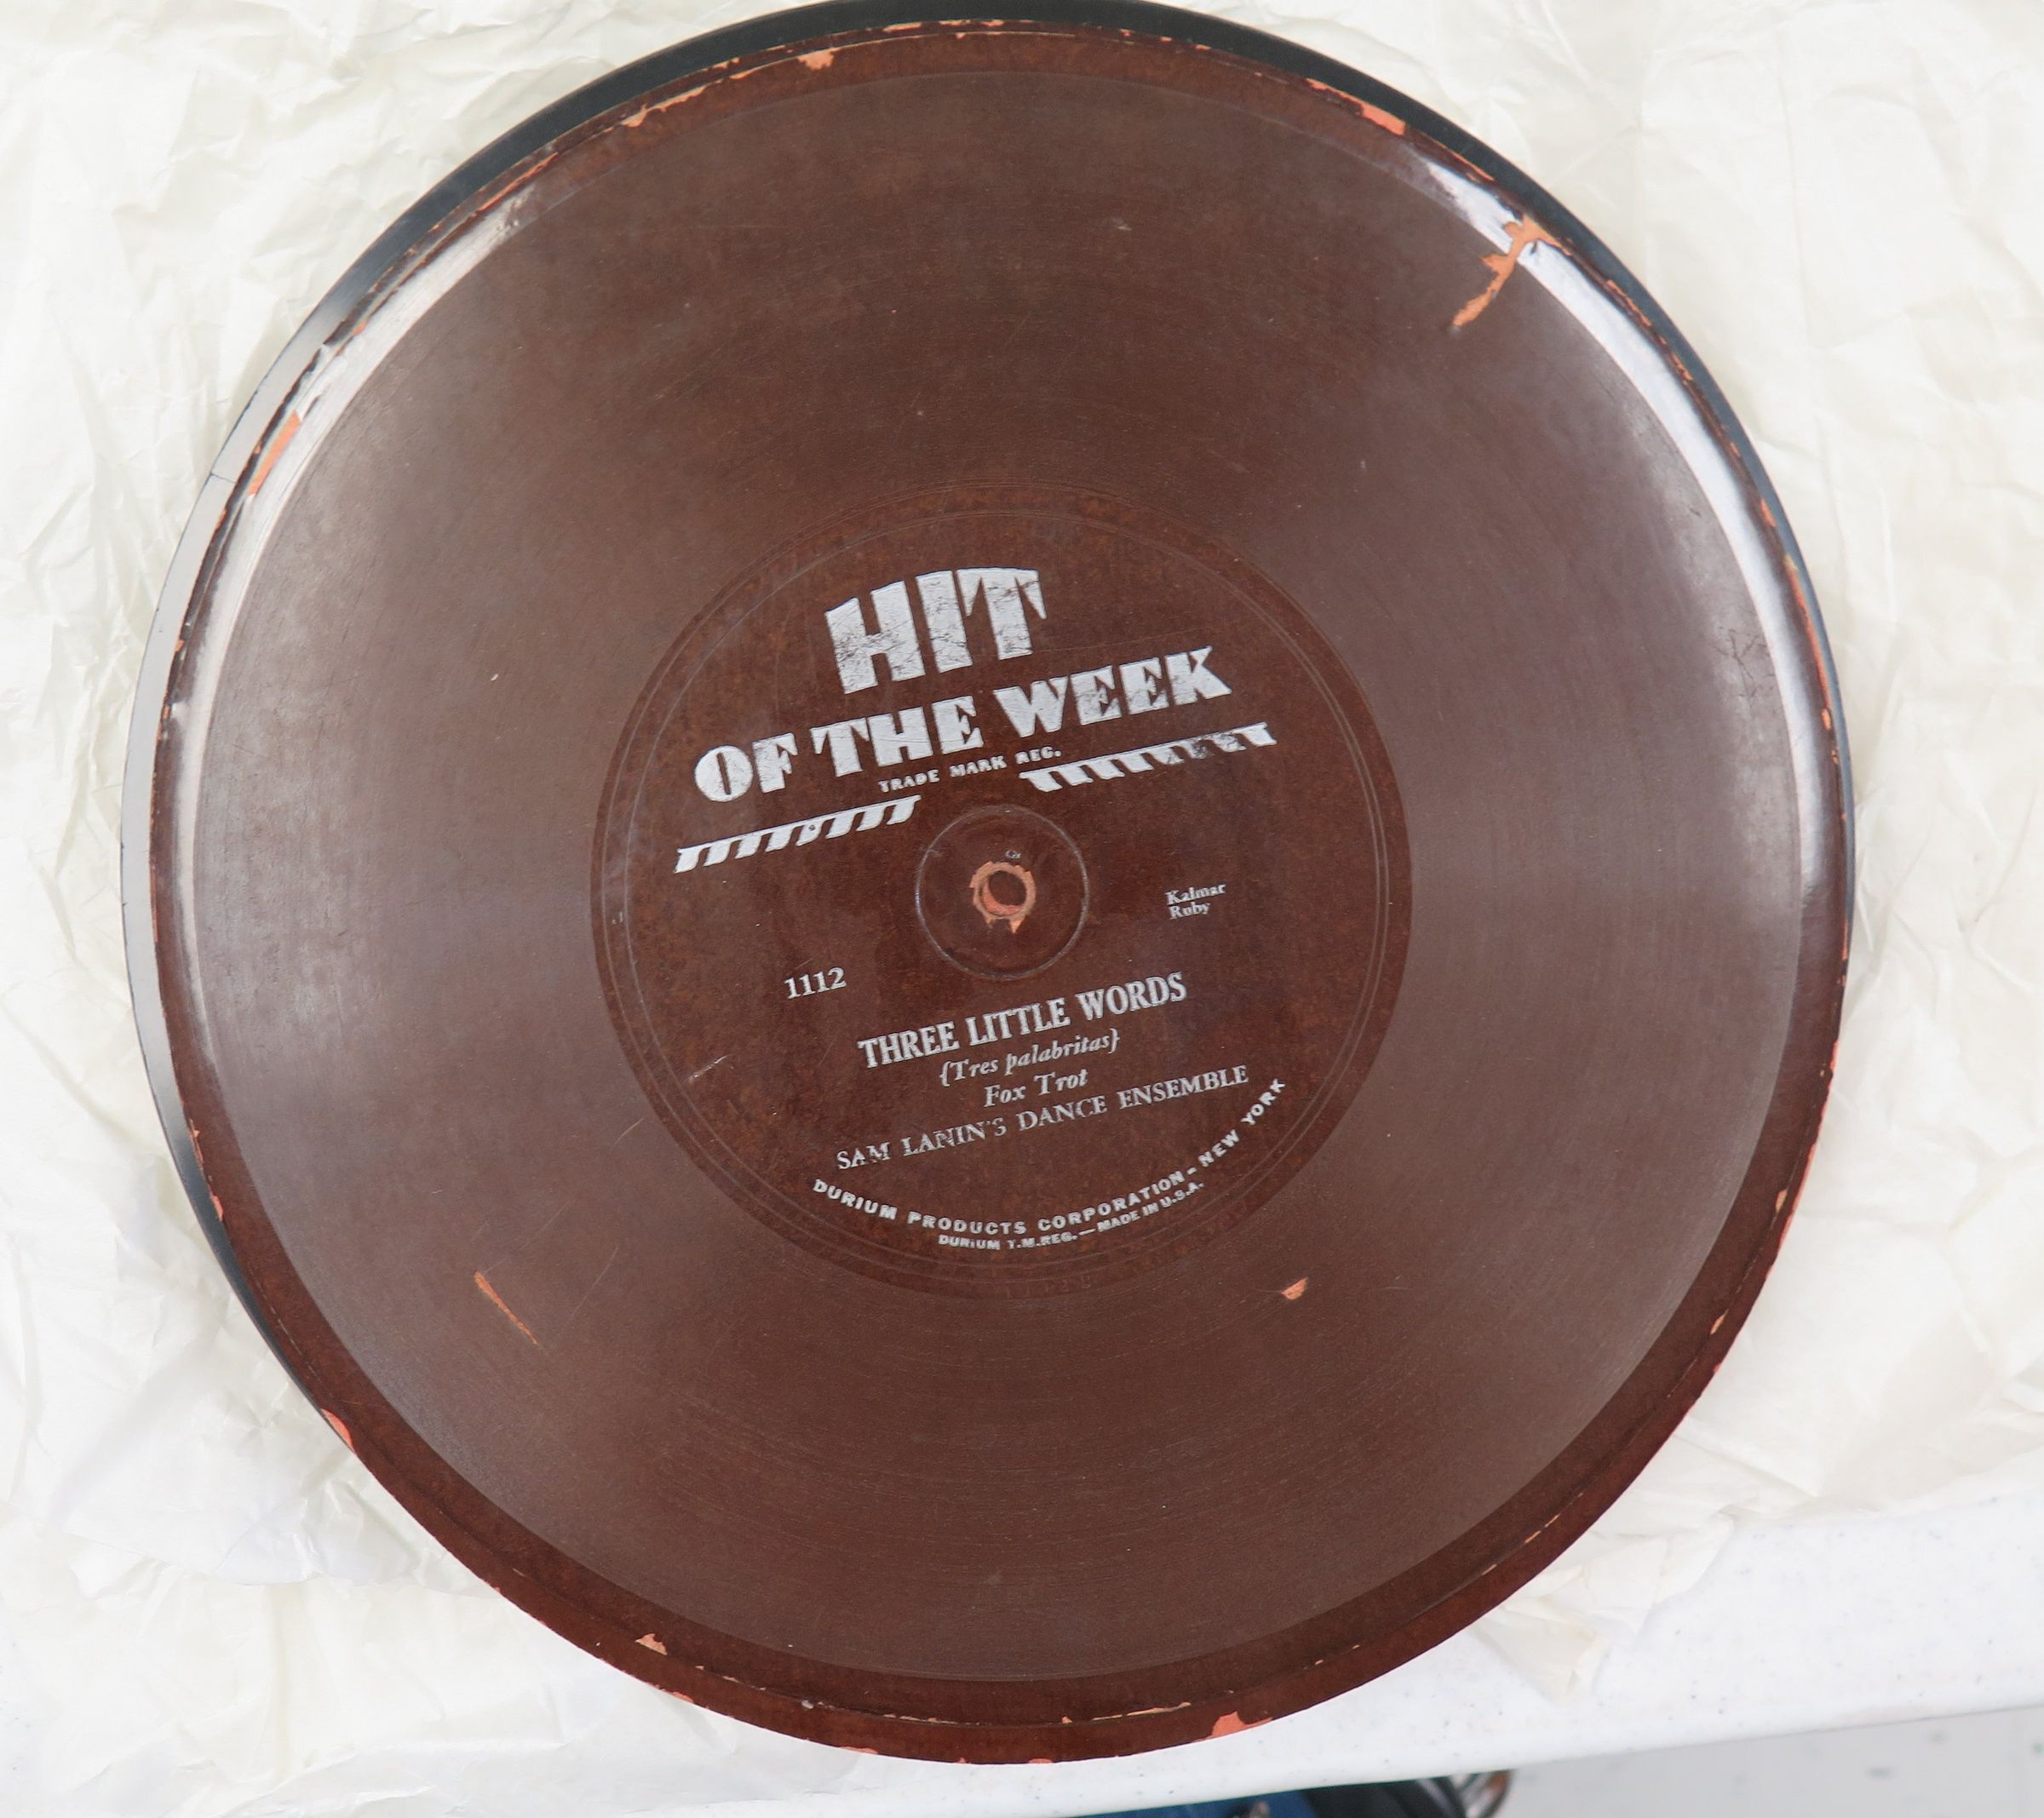 HIT
OF THE WEEK
TRADE MARK REG.
Kalmar
Ruby
1112
THREE LITTLE WORDS
{Tres palabritas}
Fox Trot
SAM LANIN'S DANCE ENSEMBLE
DURIUM PRODUCTS CORPORATION - NEW YORK
DURIUM T.M.REG. — MADE IN U.S.A.